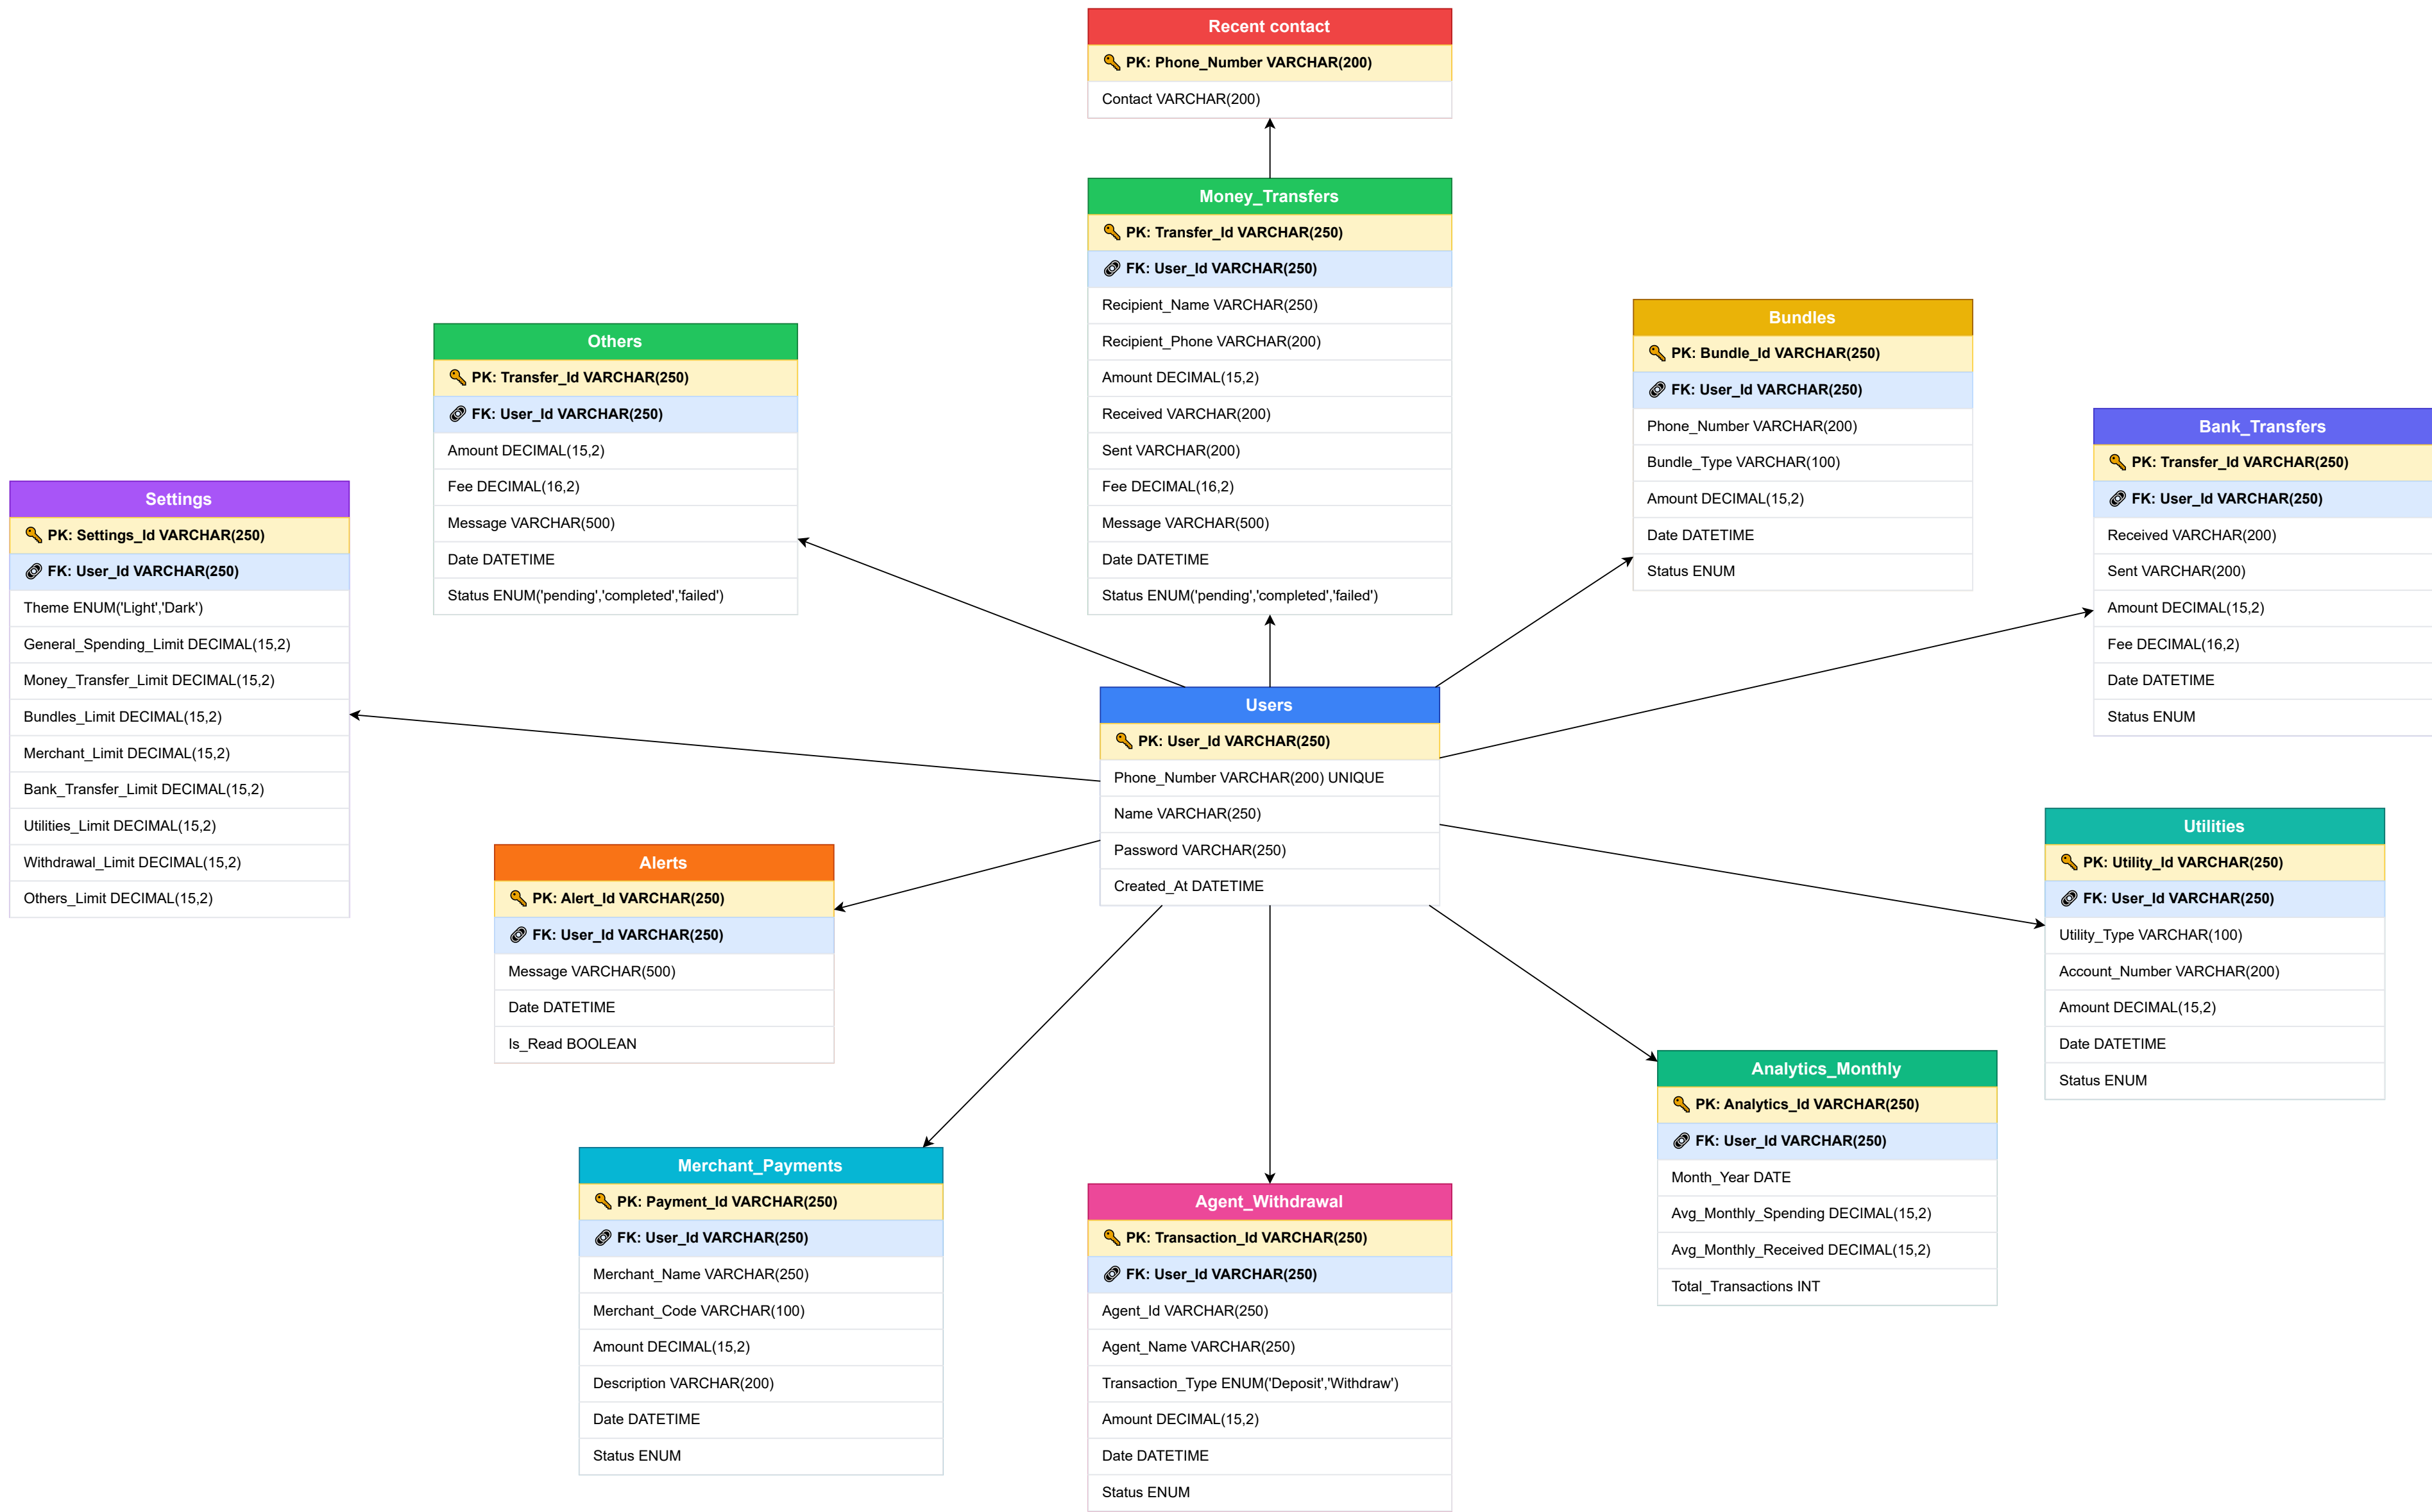 Recent contact
PK: Phone_Number VARCHAR(200)
Contact VARCHAR(200)
Money_Transfers
PK: Transfer_Id VARCHAR(250)
FK: User_Id VARCHAR(250)
Recipient_Name VARCHAR(250)
Recipient_Phone VARCHAR(200)
Amount DECIMAL(15,2)
Received VARCHAR(200)
Sent VARCHAR(200)
Fee DECIMAL(16,2)
Message VARCHAR(500)
Date DATETIME
Status ENUM('pending','completed','failed')
Others
PK: Transfer_Id VARCHAR(250)
FK: User_Id VARCHAR(250)
Amount DECIMAL(15,2)
Fee DECIMAL(16,2)
Message VARCHAR(500)
Date DATETIME
Status ENUM('pending','completed','failed')
Bundles
PK: Bundle_Id VARCHAR(250)
FK: User_Id VARCHAR(250)
Phone_Number VARCHAR(200)
Bundle_Type VARCHAR(100)
Amount DECIMAL(15,2)
Date DATETIME
Status ENUM
Bank_Transfers
PK: Transfer_Id VARCHAR(250)
FK: User_Id VARCHAR(250)
Received VARCHAR(200)
Sent VARCHAR(200)
Amount DECIMAL(15,2)
Fee DECIMAL(16,2)
Date DATETIME
Status ENUM
Settings
PK: Settings_Id VARCHAR(250)
FK: User_Id VARCHAR(250)
Theme ENUM('Light','Dark')
General_Spending_Limit DECIMAL(15,2)
Money_Transfer_Limit DECIMAL(15,2)
Bundles_Limit DECIMAL(15,2)
Merchant_Limit DECIMAL(15,2)
Bank_Transfer_Limit DECIMAL(15,2)
Utilities_Limit DECIMAL(15,2)
Withdrawal_Limit DECIMAL(15,2)
Others_Limit DECIMAL(15,2)
Users
PK: User_Id VARCHAR(250)
Phone_Number VARCHAR(200) UNIQUE
Name VARCHAR(250)
Password VARCHAR(250)
Created_At DATETIME
Alerts
PK: Alert_Id VARCHAR(250)
FK: User_Id VARCHAR(250)
Message VARCHAR(500)
Date DATETIME
Is_Read BOOLEAN
Utilities
PK: Utility_Id VARCHAR(250)
FK: User_Id VARCHAR(250)
Utility_Type VARCHAR(100)
Account_Number VARCHAR(200)
Amount DECIMAL(15,2)
Date DATETIME
Status ENUM
Merchant_Payments
PK: Payment_Id VARCHAR(250)
FK: User_Id VARCHAR(250)
Merchant_Name VARCHAR(250)
Merchant_Code VARCHAR(100)
Amount DECIMAL(15,2)
Description VARCHAR(200)
Date DATETIME
Status ENUM
Agent_Withdrawal
PK: Transaction_Id VARCHAR(250)
FK: User_Id VARCHAR(250)
Agent_Id VARCHAR(250)
Agent_Name VARCHAR(250)
Transaction_Type ENUM('Deposit','Withdraw')
Amount DECIMAL(15,2)
Date DATETIME
Status ENUM
Analytics_Monthly
PK: Analytics_Id VARCHAR(250)
FK: User_Id VARCHAR(250)
Month_Year DATE
Avg_Monthly_Spending DECIMAL(15,2)
Avg_Monthly_Received DECIMAL(15,2)
Total_Transactions INT